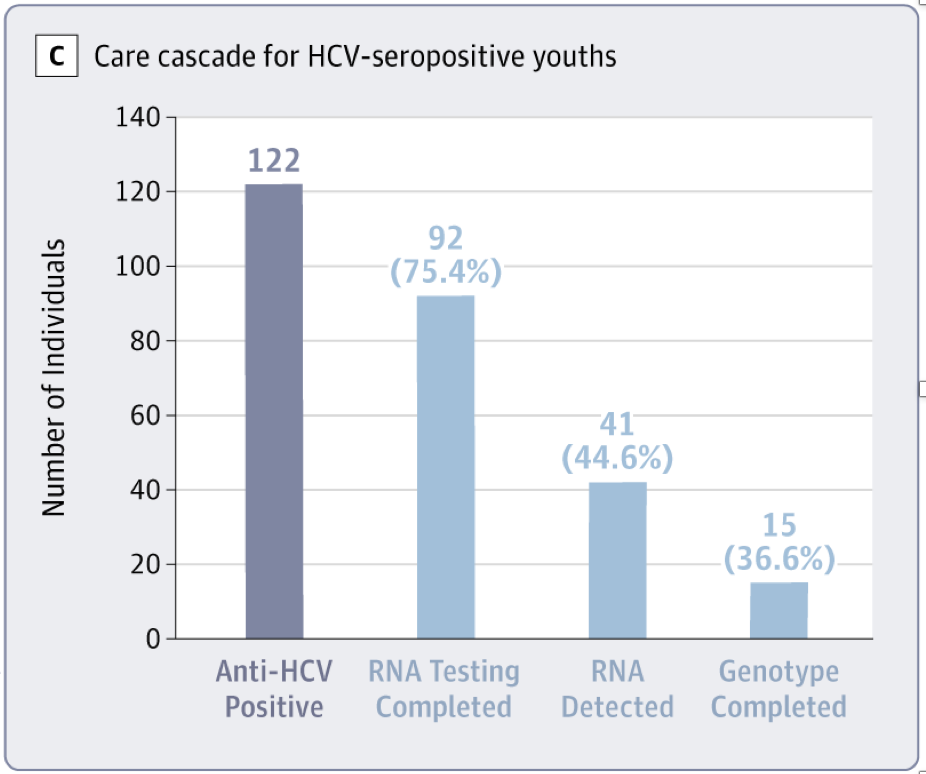 C Care cascade for HCV-seropositive youths
140
120
100
80
60
40
20
0
Number of Individuals
122
92
(75.4%)
41
(44.6%)
15
(36.6%)
Anti-HCV
Positive
RNA Testing
Completed
RNA
Detected
Genotype
Completed